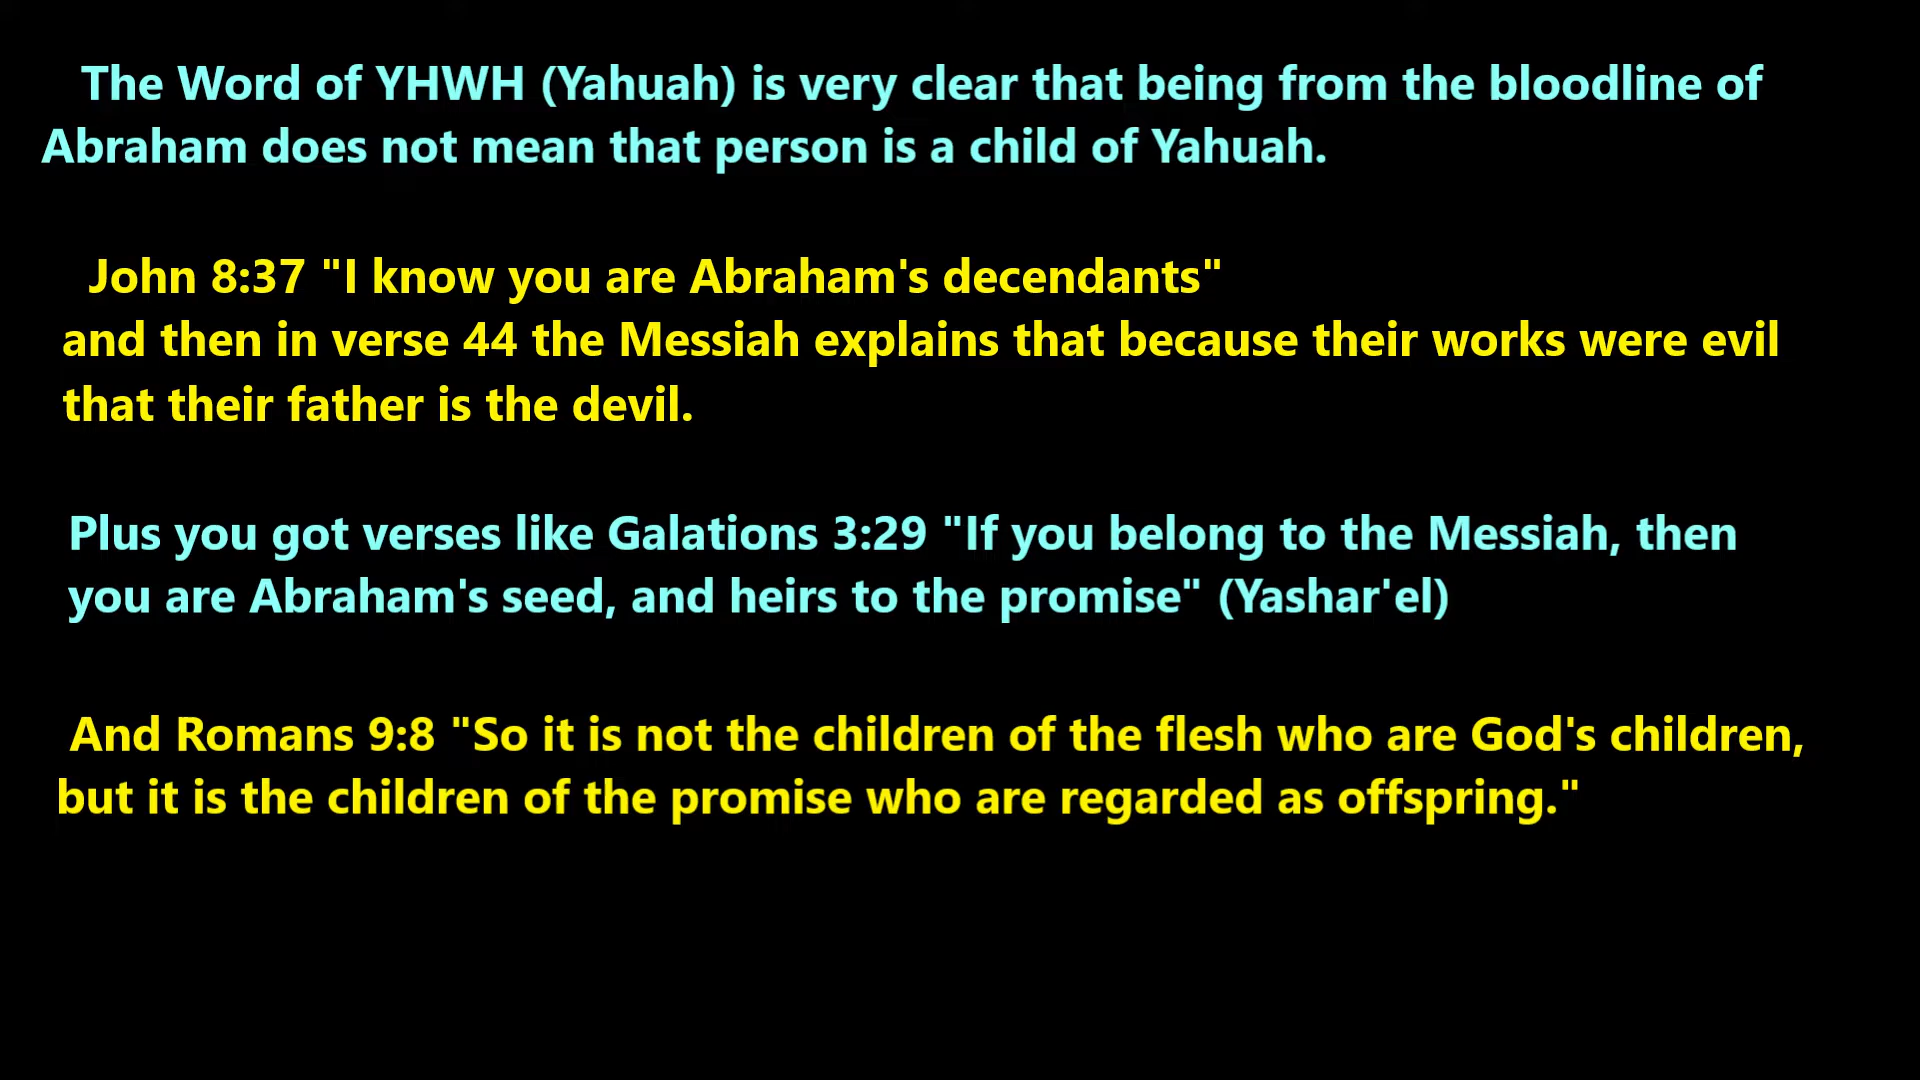 The Word of YHWH (Yahuah) is very clear that being from the bloodline of
Abraham does not mean that person is a child of Yahuah.
John 8:37 "I know you are Abraham's decendants"
and then in verse 44 the Messiah explains that because their works were evil
that their father is the devil.
Plus you got verses like Galations 3:29 "If you belong to the Messiah, then
you are Abraham's seed, and heirs to the promise" (Yashar'el)
And Romans 9:8 "So it is not the children of the flesh who are God's children,
but it is the children of the promise who are regarded as offspring."